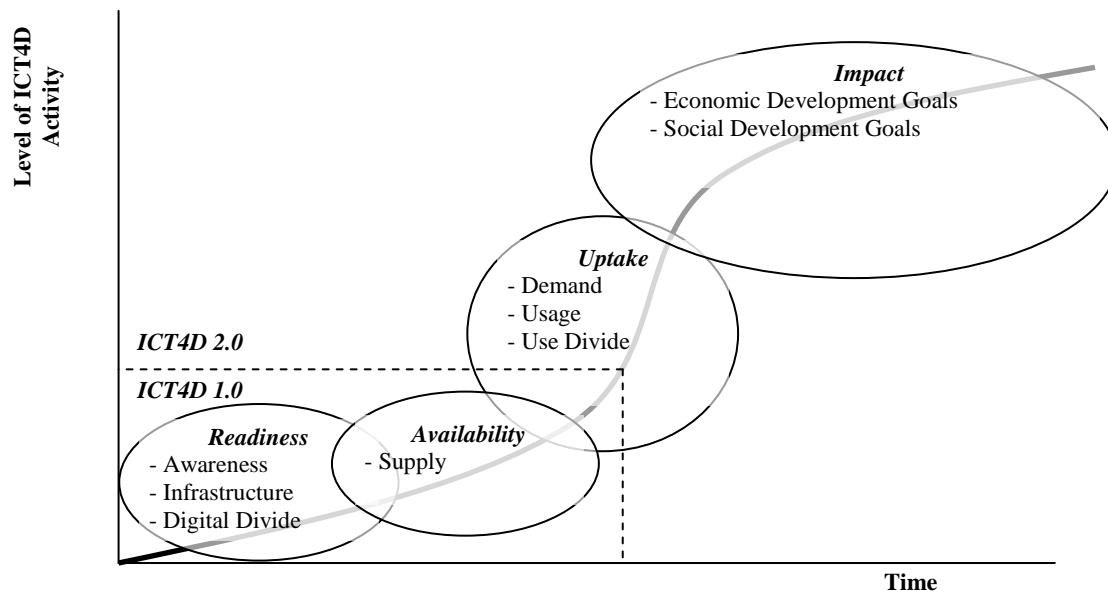 Level of ICT4D
Activity
Impact
- Economic Development Goals
- Social Development Goals
Uptake
- Demand
- Usage
- Use Divide
ICT4D 2.0
ICT4D 1.0
Readiness
- Awareness
- Infrastructure
- Digital Divide
Availability
- Supply
Time